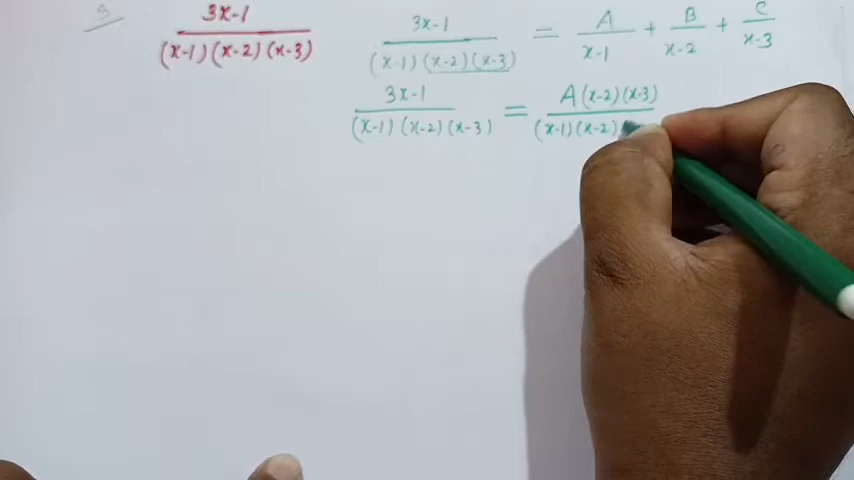 9 3x-1 / (x-1)(x-2)(x-3)
3x-1 / (x-1)(x-2)(x-3) = A / x-1 + B / x-2 + C / x-3
3x-1 / (x-1)(x-2)(x-3) = A(x-2)(x-3) / (x-1)(x-2)